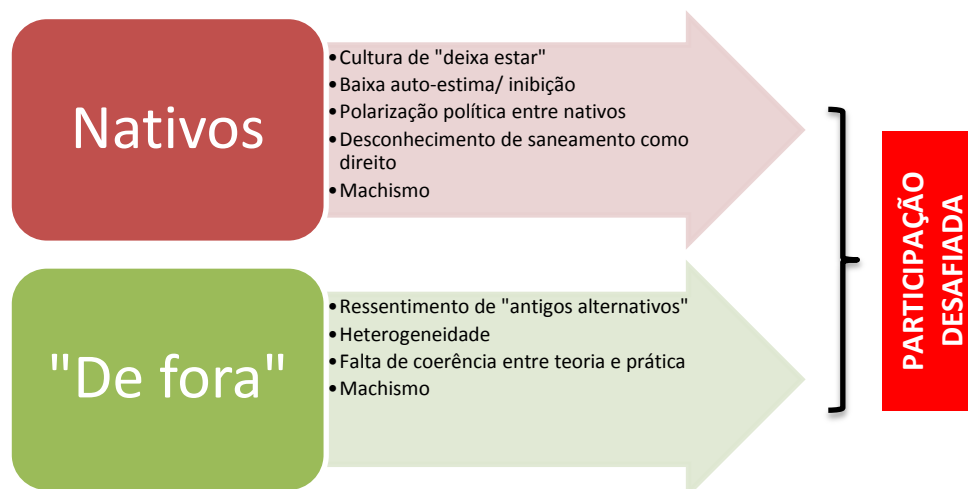 Nativos
•Cultura de "deixa estar"
•Baixa auto-estima/ inibição
•Polarização política entre nativos
•Desconhecimento de saneamento como
direito
•Machismo
"De fora"
•Ressentimento de "antigos alternativos"
•Heterogeneidade
•Falta de coerência entre teoria e prática
•Machismo
PARTICIPAÇÃO
DESAFIADA